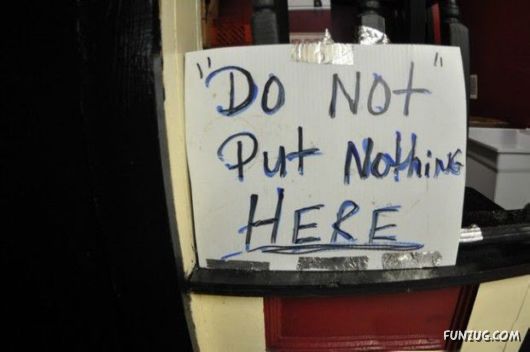 "DO NOT"
Put Nothing
HERE
FUNZUG.COM